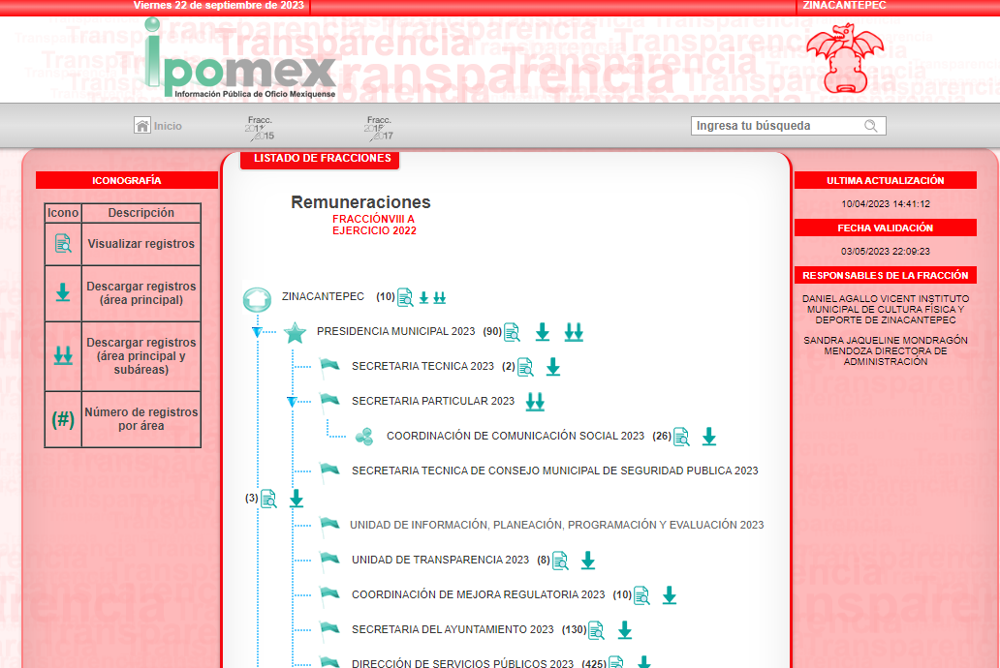 Viernes 22 de septiembre de 2023
ZINACANTEPEC
ipomex
Información Pública de Oficio Mexiquense
Inicio
Fracc.
2011
2015
Fracc.
2017
Ingresa tu búsqueda
ICONOGRAFÍA
Icono Descripción
Visualizar registros
Descargar registros
(área principal)
Descargar registros
(área principal y
subáreas)
(#) Número de registros
por área
LISTADO DE FRACCIONES
Remuneraciones
FRACCIÓNVIII A
EJERCICIO 2022
ZINACANTEPEC (10)
PRESIDENCIA MUNICIPAL 2023 (90)
SECRETARIA TECNICA 2023 (2)
SECRETARIA PARTICULAR 2023
COORDINACIÓN DE COMUNICACIÓN SOCIAL 2023 (26)
SECRETARIA TECNICA DE CONSEJO MUNICIPAL DE SEGURIDAD PUBLICA 2023
(3)
UNIDAD DE INFORMACIÓN, PLANEACIÓN, PROGRAMACIÓN Y EVALUACIÓN 2023
UNIDAD DE TRANSPARENCIA 2023 (8)
COORDINACIÓN DE MEJORA REGULATORIA 2023 (10)
SECRETARIA DEL AYUNTAMIENTO 2023 (130)
DIRECCIÓN DE SERVICIOS PÚBLICOS 2023 (425)
ULTIMA ACTUALIZACIÓN
10/04/2023 14:41:12
FECHA VALIDACIÓN
03/05/2023 22:09:23
RESPONSABLES DE LA FRACCIÓN
DANIEL AGALLO VICENT INSTITUTO
MUNICIPAL DE CULTURA FÍSICA Y
DEPORTE DE ZINACANTEPEC
SANDRA JAQUELINE MONDRAGÓN
MENDOZA DIRECTORA DE
ADMINISTRACIÓN